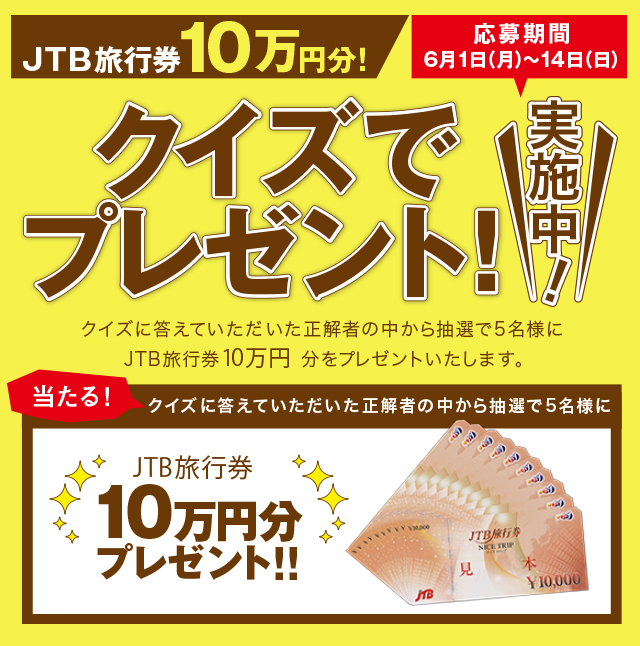 JTB旅行券10万円分！
応募期間
6月1日(月)～14日(日)
クイズで
プレゼント！
実施中！
クイズに答えていただいた正解者の中から抽選で5名様に
JTB旅行券10万円 分をプレゼントいたします。
当たる！
クイズに答えていただいた正解者の中から抽選で5名様に
JTB旅行券
10万円分
プレゼント!!
¥10,000
JTB旅行券
NICE TRIP
見 本
¥10,000
JTB